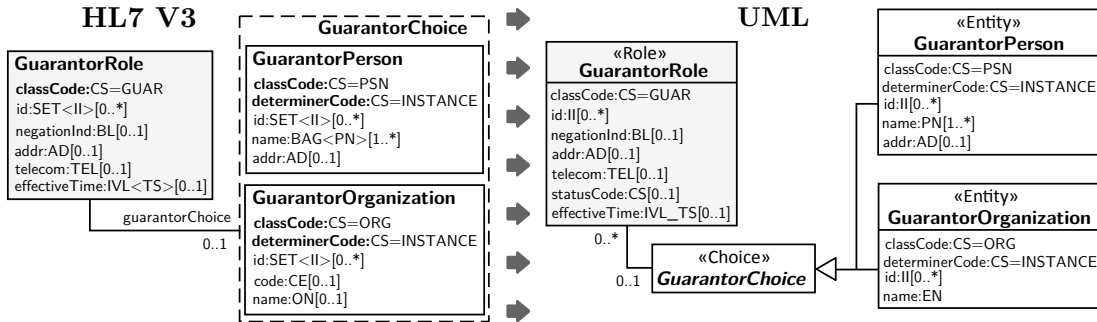 HL7 V3
UML
GuarantorRole
classCode:CS=GUAR
id:SET<II>[0..*]
negationInd:BL[0..1]
addr:AD[0..1]
telecom:TEL[0..1]
effectiveTime:IVL<TS>[0..1]
guarantorChoice
0..1
GuarantorChoice
GuarantorPerson
classCode:CS=PSN
determinerCode:CS=INSTANCE
id:SET<II>[0..*]
name:BAG<PN>[1..*]
addr:AD[0..1]
GuarantorOrganization
classCode:CS=ORG
determinerCode:CS=INSTANCE
id:SET<II>[0..*]
code:CE[0..1]
name:ON[0..1]
«Role»
GuarantorRole
classCode:CS=GUAR
id:II[0..*]
negationInd:BL[0..1]
addr:AD[0..1]
telecom:TEL[0..1]
statusCode:CS[0..1]
effectiveTime:IVL_TS[0..1]
0..*
0..1
«Choice»
GuarantorChoice
«Entity»
GuarantorPerson
classCode:CS=PSN
determinerCode:CS=INSTANCE
id:II[0..*]
name:PN[1..*]
addr:AD[0..1]
«Entity»
GuarantorOrganization
classCode:CS=ORG
determinerCode:CS=INSTANCE
id:II[0..*]
name:EN